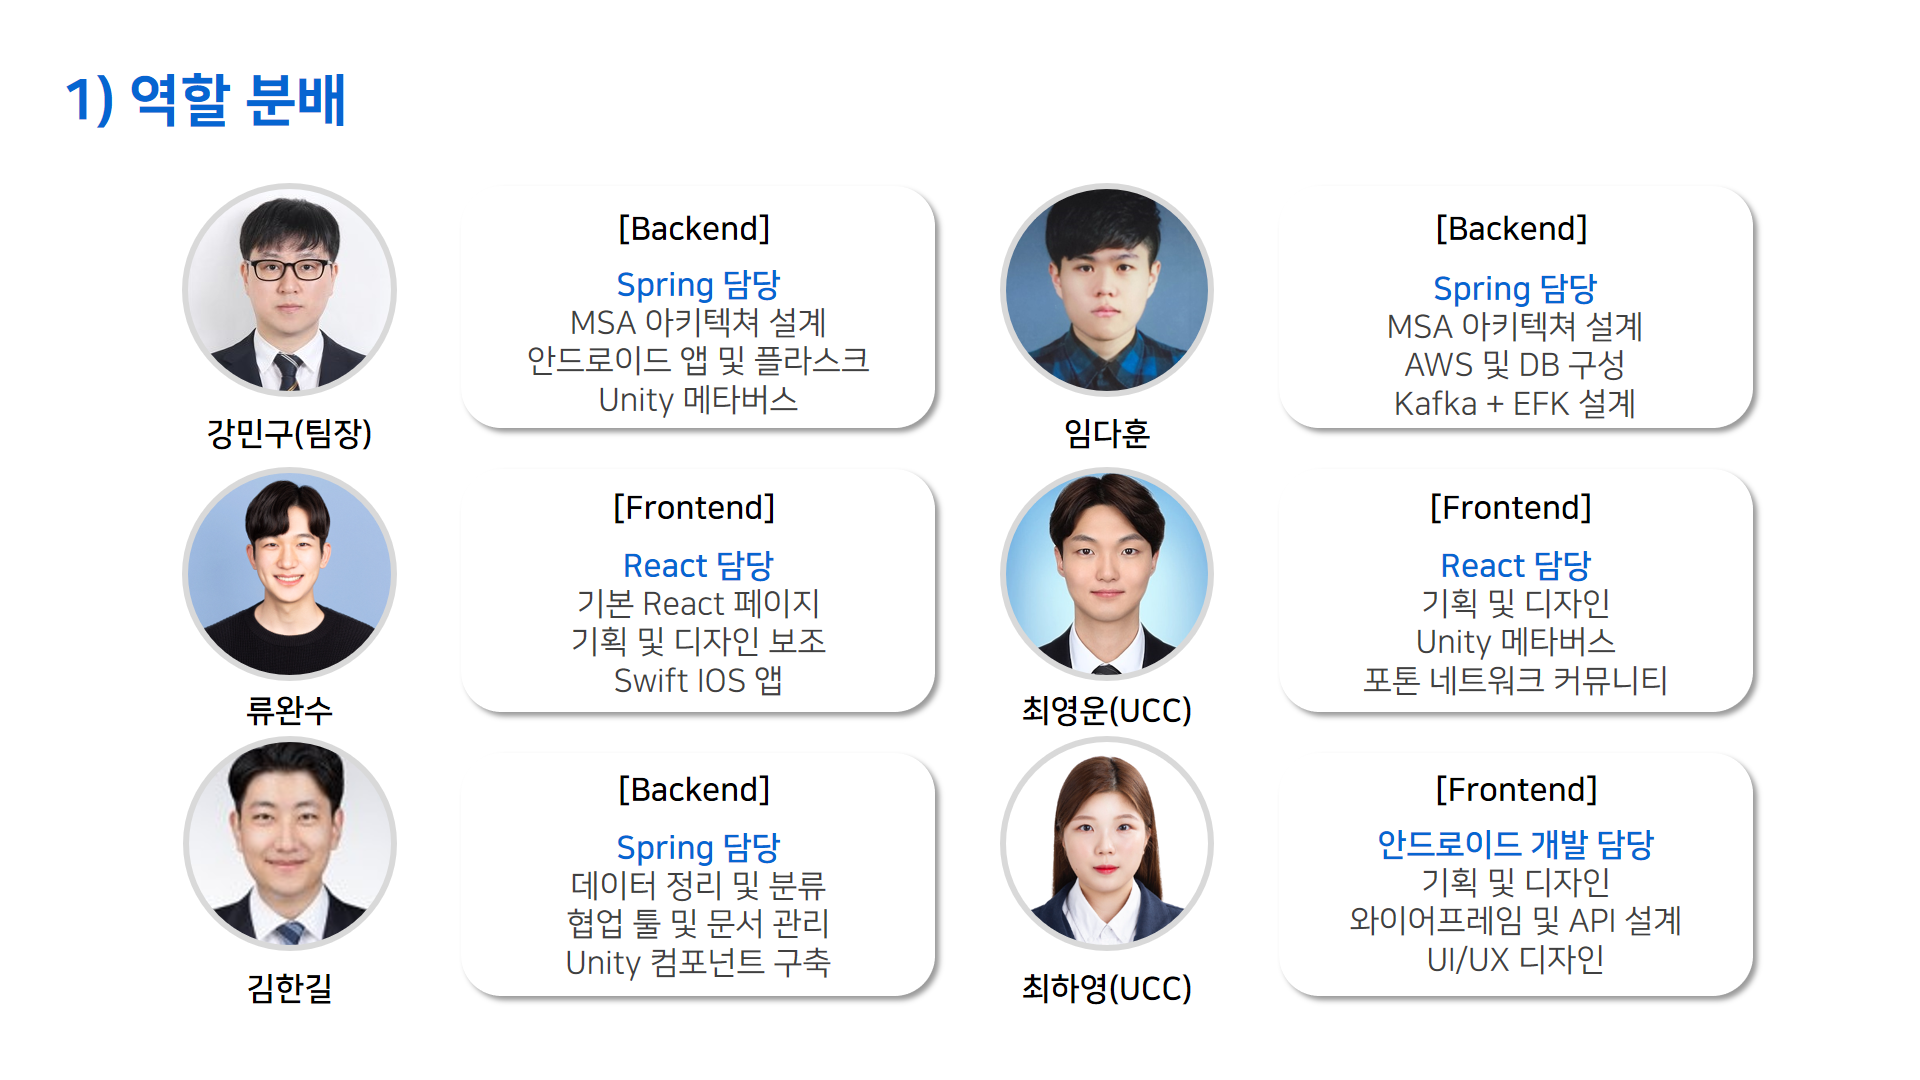 1) 역할 분배
[Backend]
Spring 담당
MSA 아키텍쳐 설계
안드로이드 앱 및 플라스크
Unity 메타버스
강민구(팀장)
[Backend]
Spring 담당
MSA 아키텍쳐 설계
AWS 및 DB 구성
Kafka + EFK 설계
임다훈
[Frontend]
React 담당
기본 React 페이지
기획 및 디자인 보조
Swift IOS 앱
류완수
[Frontend]
React 담당
기획 및 디자인
Unity 메타버스
포톤 네트워크 커뮤니티
최영운(UCC)
[Backend]
Spring 담당
데이터 정리 및 분류
협업 툴 및 문서 관리
Unity 컴포넌트 구축
김한길
[Frontend]
안드로이드 개발 담당
기획 및 디자인
와이어프레임 및 API 설계
UI/UX 디자인
최하영(UCC)